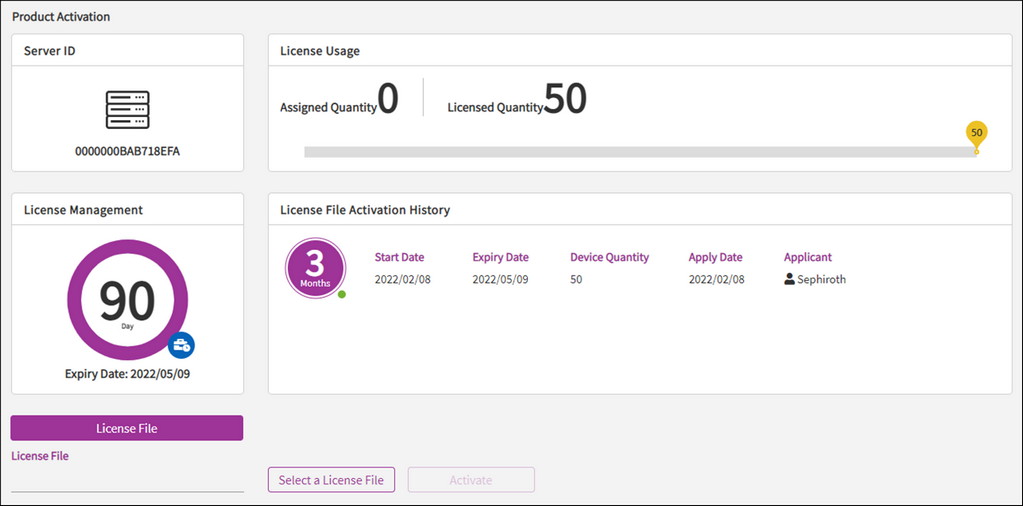 Product Activation
Server ID
0000000BAB718EFA
License Usage
Assigned Quantity 0
Licensed Quantity 50
50
License Management
90
Day
Expiry Date: 2022/05/09
License File Activation History
3
Months
Start Date Expiry Date Device Quantity Apply Date Applicant
2022/02/08 2022/05/09 50 2022/02/08 Sephiroth
License File
License File
Select a License File
Activate